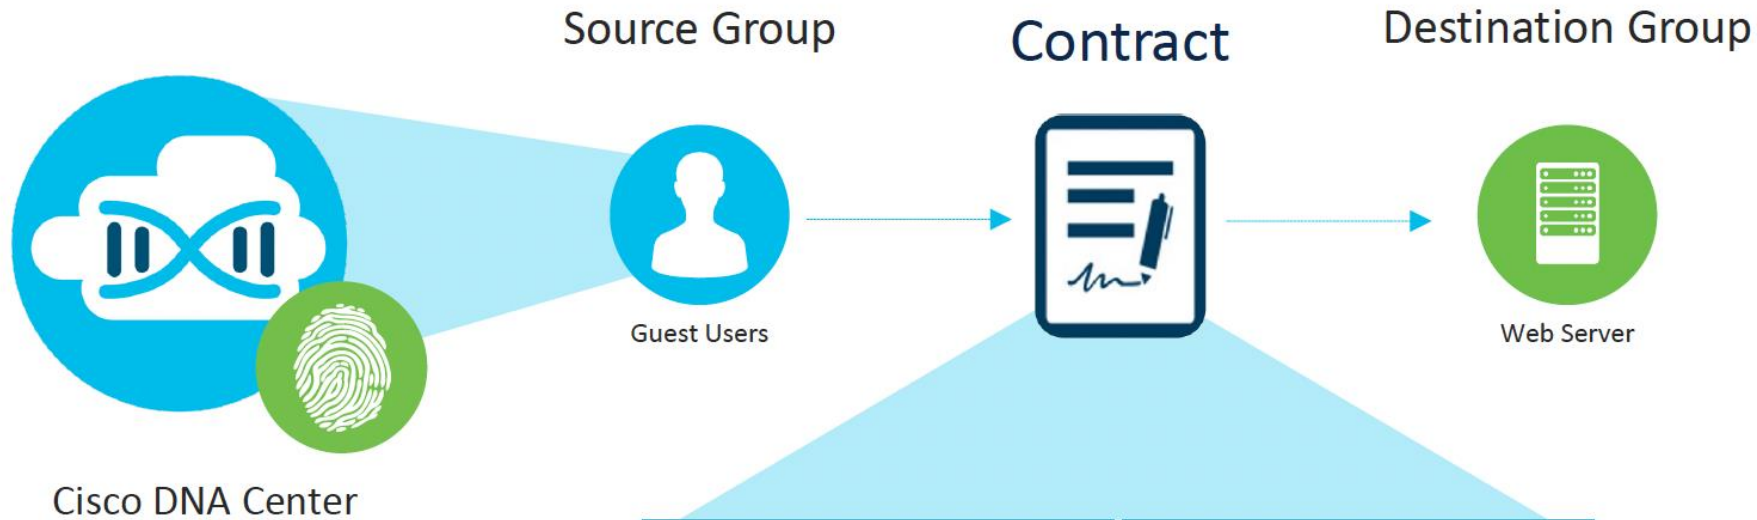 Source Group
Contract
Destination Group
Guest Users
Web Server
Cisco DNA Center